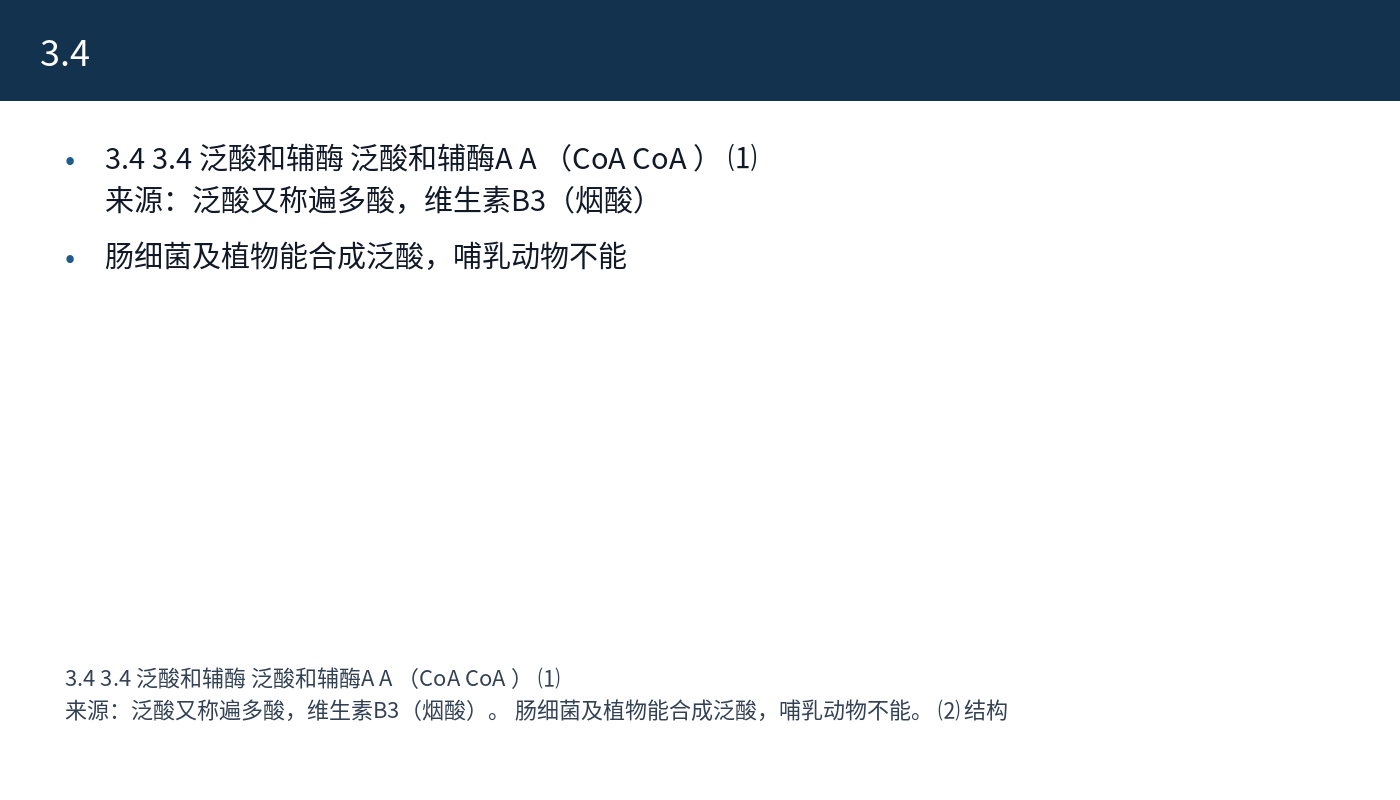 3.4
• 3.4 3.4 泛酸和辅酶 泛酸和辅酶A A （CoA CoA ） ⑴
来源：泛酸又称遍多酸，维生素B3（烟酸）
• 肠细菌及植物能合成泛酸，哺乳动物不能
3.4 3.4 泛酸和辅酶 泛酸和辅酶A A （CoA CoA ） ⑴
来源：泛酸又称遍多酸，维生素B3（烟酸）。 肠细菌及植物能合成泛酸，哺乳动物不能。 ⑵ 结构